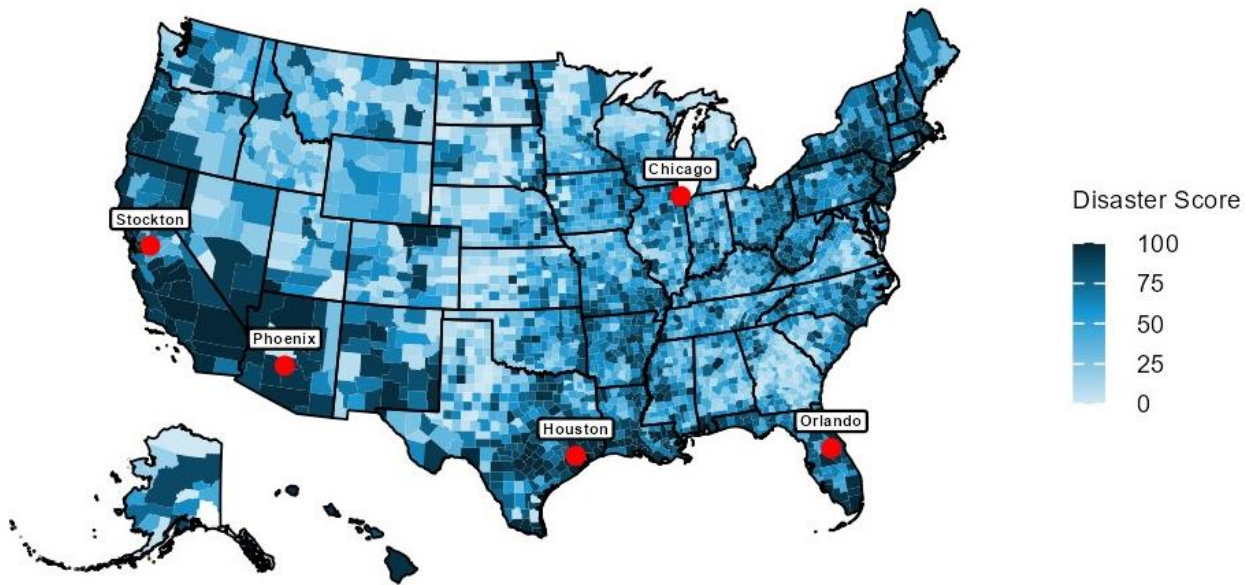 Chicago
Stockton
Phoenix
Houston
Orlando
Disaster Score
100
75
50
25
0